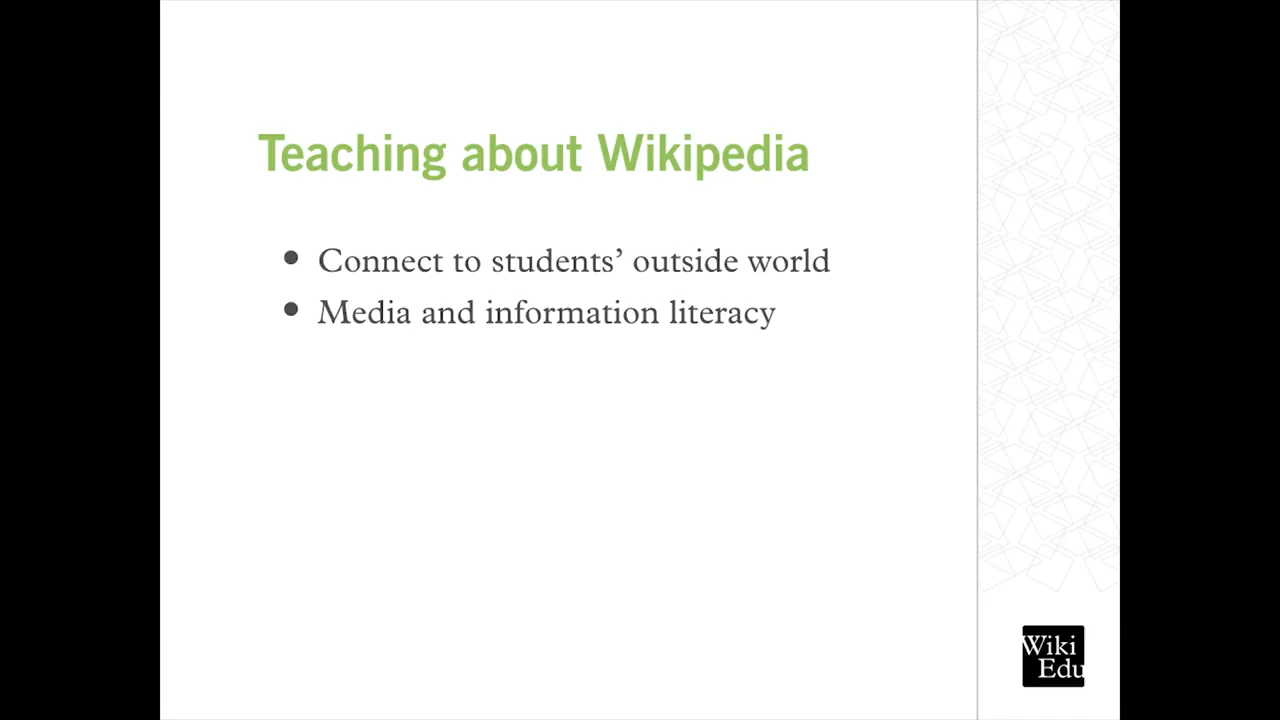 Teaching about Wikipedia
• Connect to students’ outside world
• Media and information literacy
Wiki
Edu